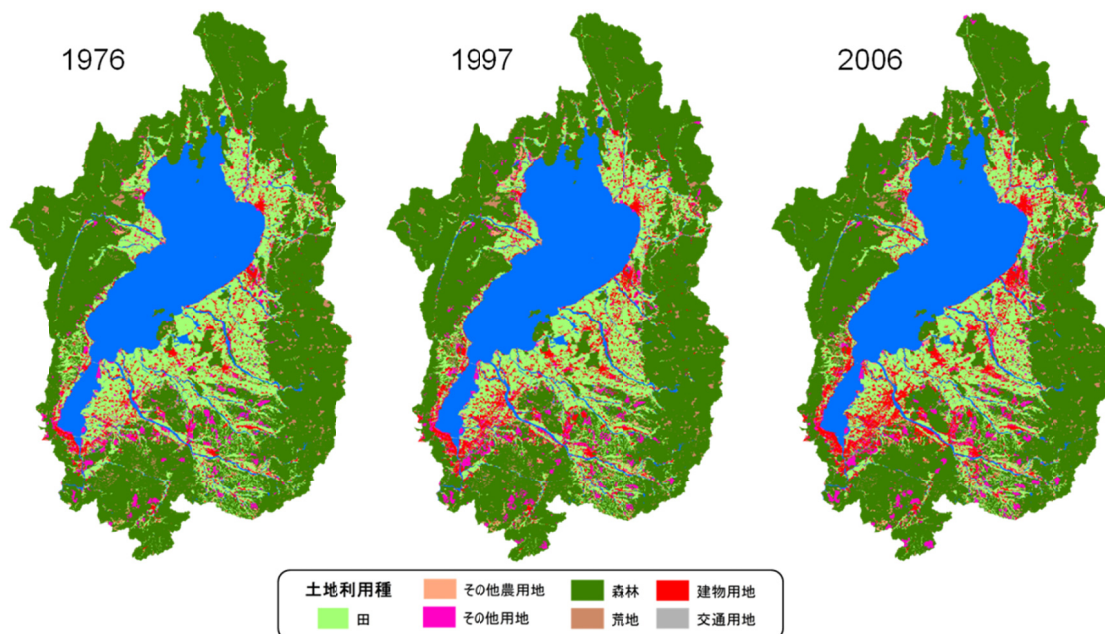 1976
1997
2006
土地利用種
その他農用地
森林
建物用地
田
その他用地
荒地
交通用地